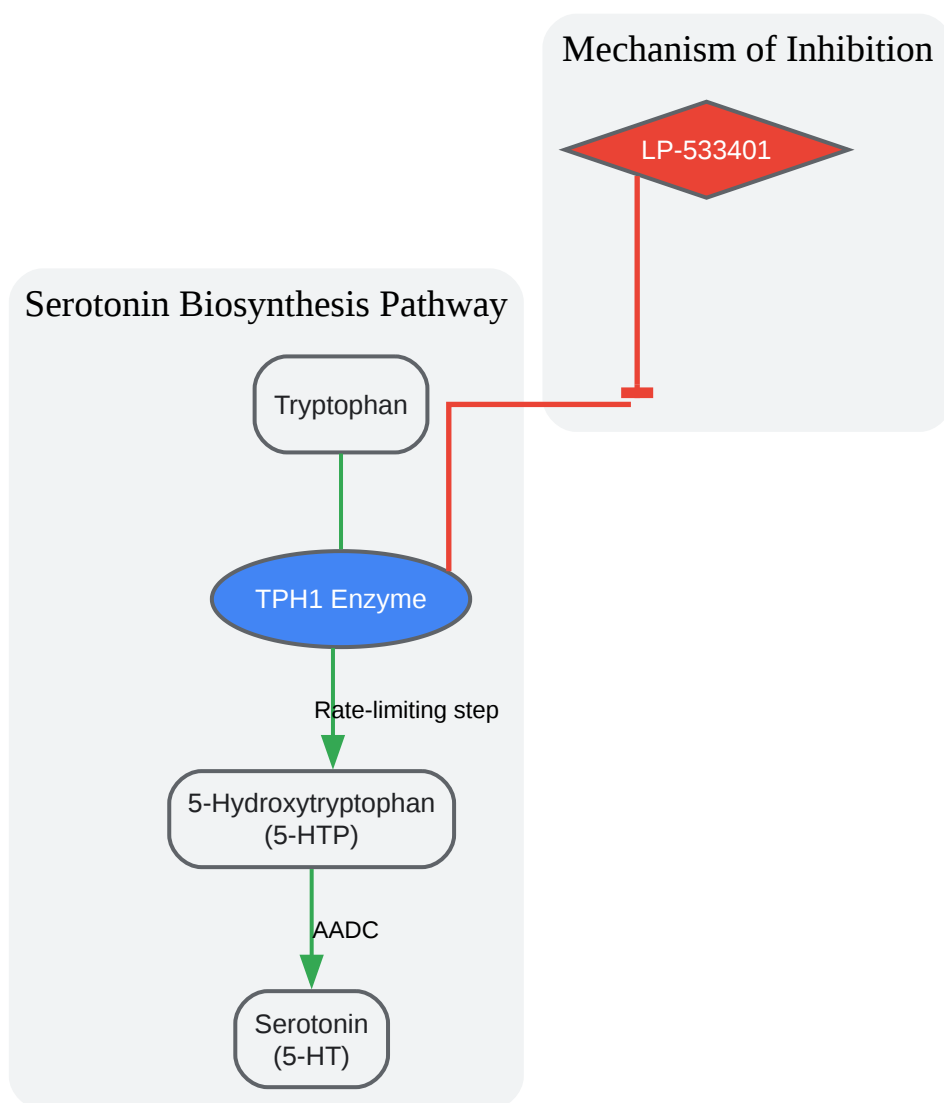 Mechanism of Inhibition
LP-533401
Serotonin Biosynthesis Pathway
Tryptophan
TPH1 Enzyme
Rate-limiting step
5-Hydroxytryptophan
(5-HTP)
AADC
Serotonin
(5-HT)